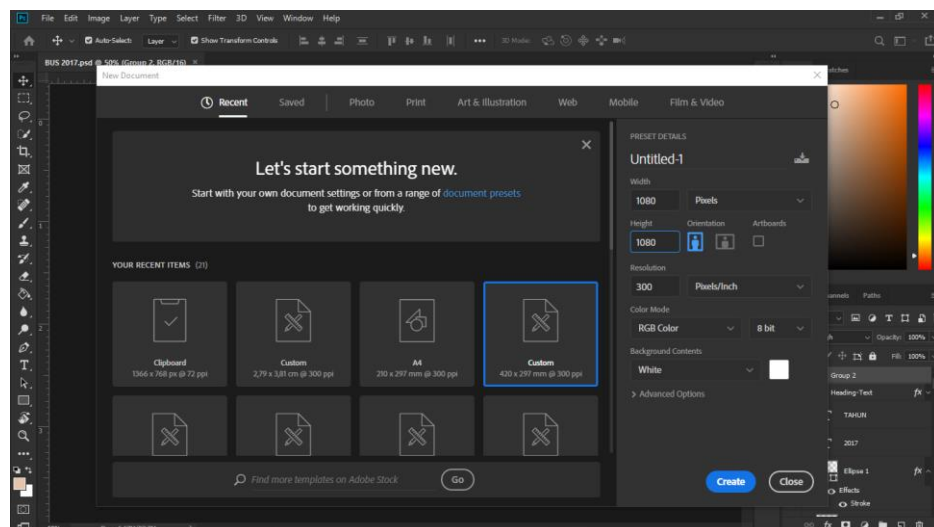 Ps File Edit Image Layer Type Select Filter 3D View Window Help
Auto-Select: Layer Show Transform Controls 3D Mode:
BUS 2017.psd @ 50% (Group 2, RGB/16)
New Document
Recent Saved Photo Print Art & Illustration Web Mobile Film & Video
Let's start something new.
Start with your own document settings or from a range of document presets
to get working quickly.
YOUR RECENT ITEMS (21)
Clipboard
1366 x 768 px @ 72 ppi
Custom
2,79 x 3,81 cm @ 300 ppi
A4
210 x 297 mm @ 300 ppi
Custom
420 x 297 mm @ 300 ppi
Find more templates on Adobe Stock Go
PRESET DETAILS
Untitled-1
Width
1080 Pixels
Height Orientation Artboards
1080
Resolution
300 Pixels/Inch
Color Mode
RGB Color 8 bit
Background Contents
White
Advanced Options
Create Close
Paths
Opacity: 100%
Fill: 100%
Group 2
Heading-Text fx
TAHUN
2017
Ellipse 1 fx
Effects
Stroke